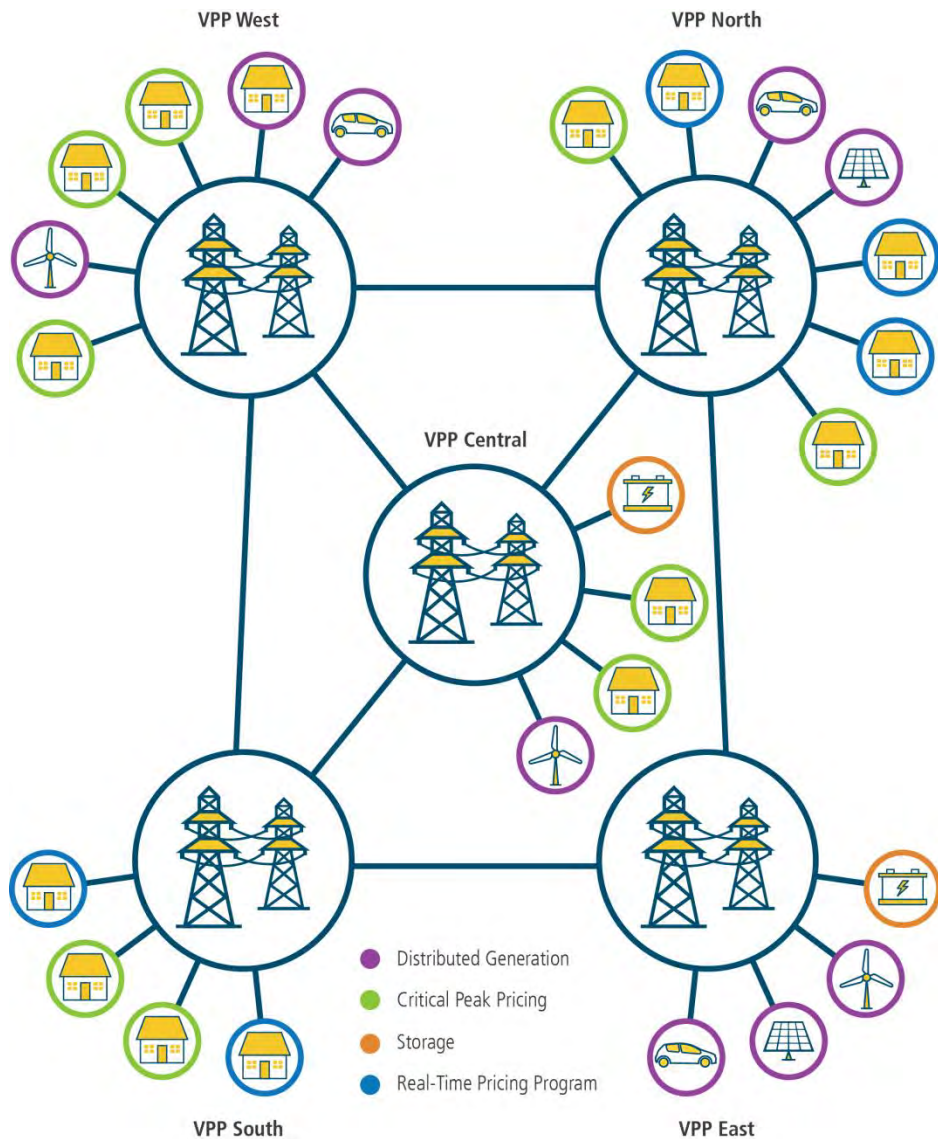 VPP West
VPP North
VPP Central
Distributed Generation
Critical Peak Pricing
Storage
Real-Time Pricing Program
VPP South
VPP East